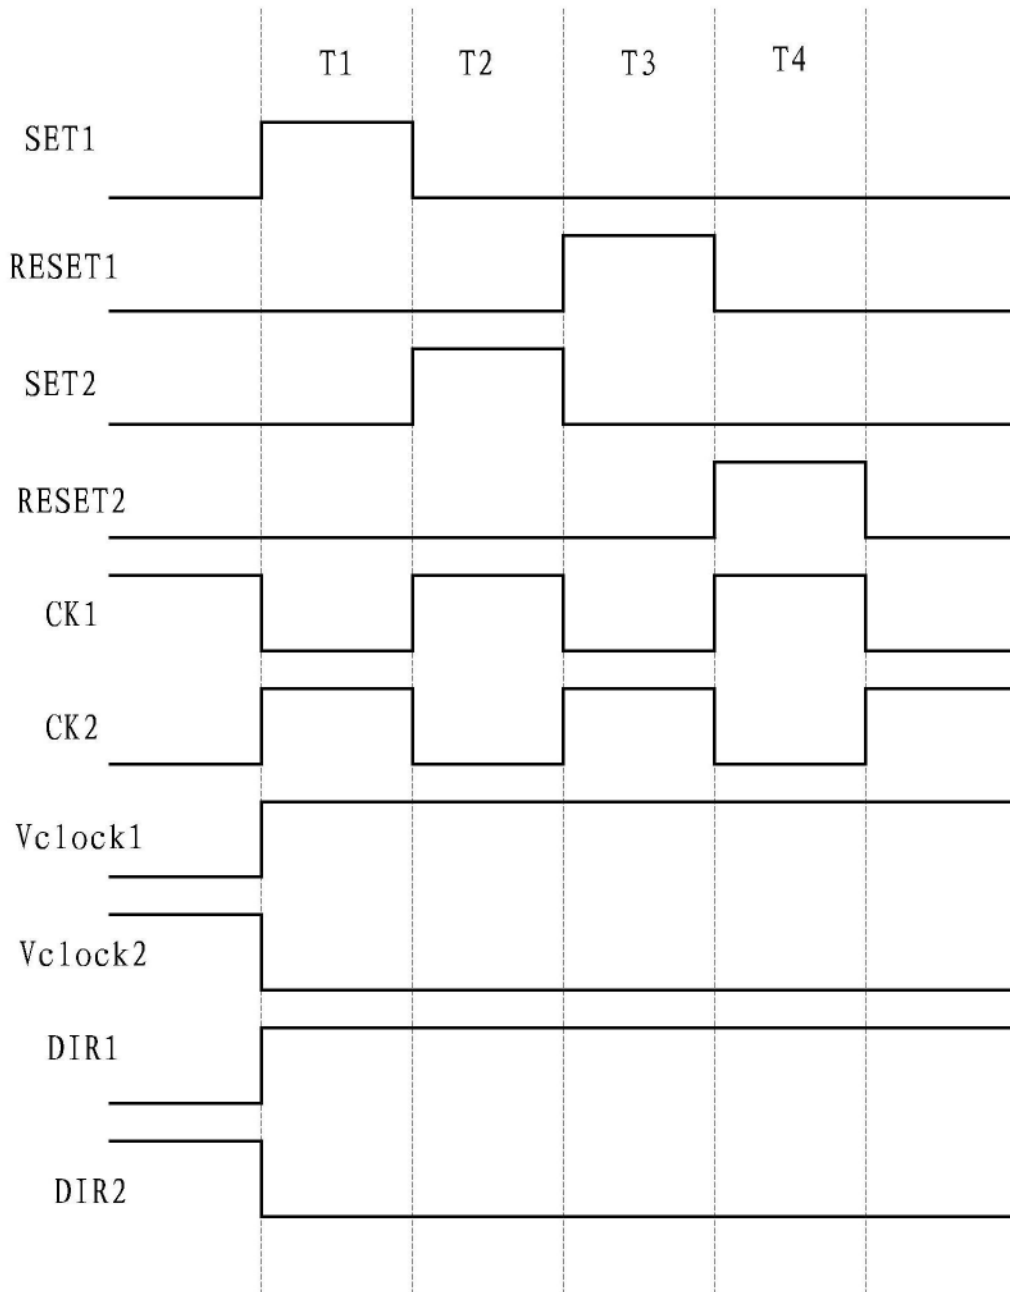 T1 T2 T3 T4
SET1
RESET1
SET2
RESET2
CK1
CK2
Vclock1
Vclock2
DIR1
DIR2